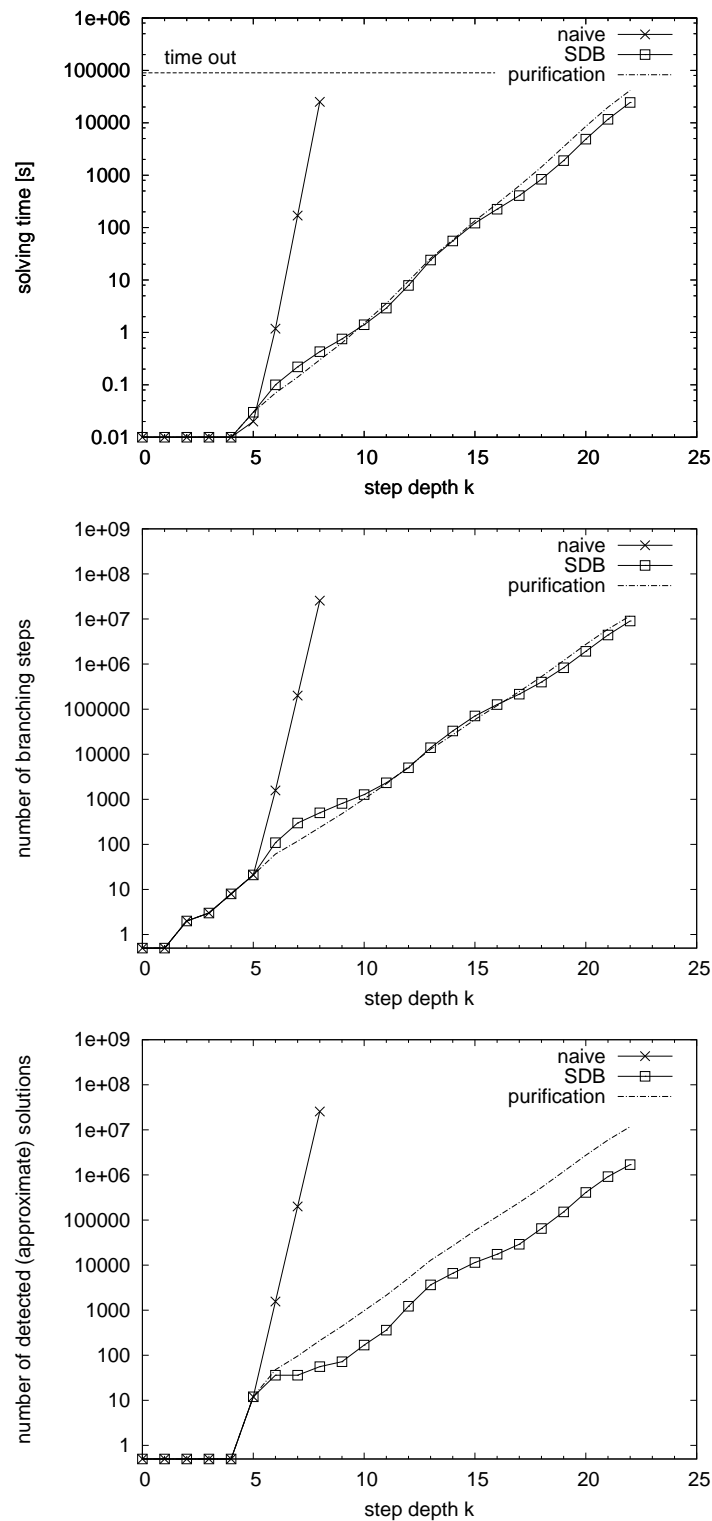 1e+06
100000
10000
1000
100
10
1
0.1
0.01
0 5 10 15 20 25
solving time [s]
step depth k
time out
naive
SDB
purification
1e+09
1e+08
1e+07
1e+06
100000
10000
1000
100
10
1
0 5 10 15 20 25
number of branching steps
step depth k
naive
SDB
purification
1e+09
1e+08
1e+07
1e+06
100000
10000
1000
100
10
1
0 5 10 15 20 25
number of detected (approximate) solutions
step depth k
naive
SDB
purification